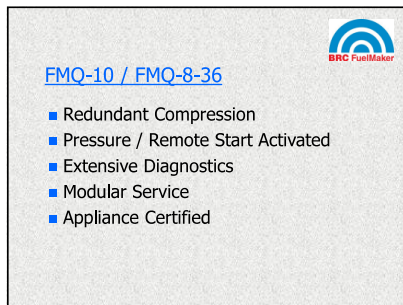 BRC FuelMaker
FMQ-10 / FMQ-8-36
Redundant Compression
Pressure / Remote Start Activated
Extensive Diagnostics
Modular Service
Appliance Certified